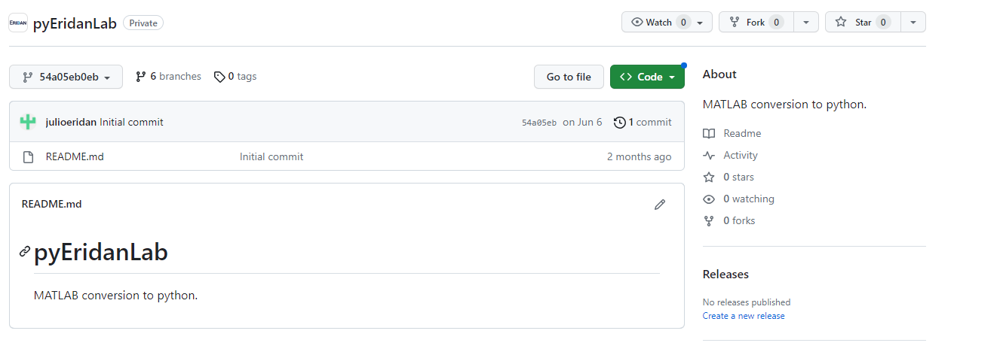 ERIDAN pyEridanLab Private Watch 0 Fork 0 Star 0
54a05eb0eb 6 branches 0 tags Go to file <> Code
julioeridan Initial commit 54a05eb on Jun 6 1 commit
README.md Initial commit 2 months ago
README.md
pyEridanLab
MATLAB conversion to python.
About
MATLAB conversion to python.
Readme
Activity
0 stars
0 watching
0 forks
Releases
No releases published
Create a new release